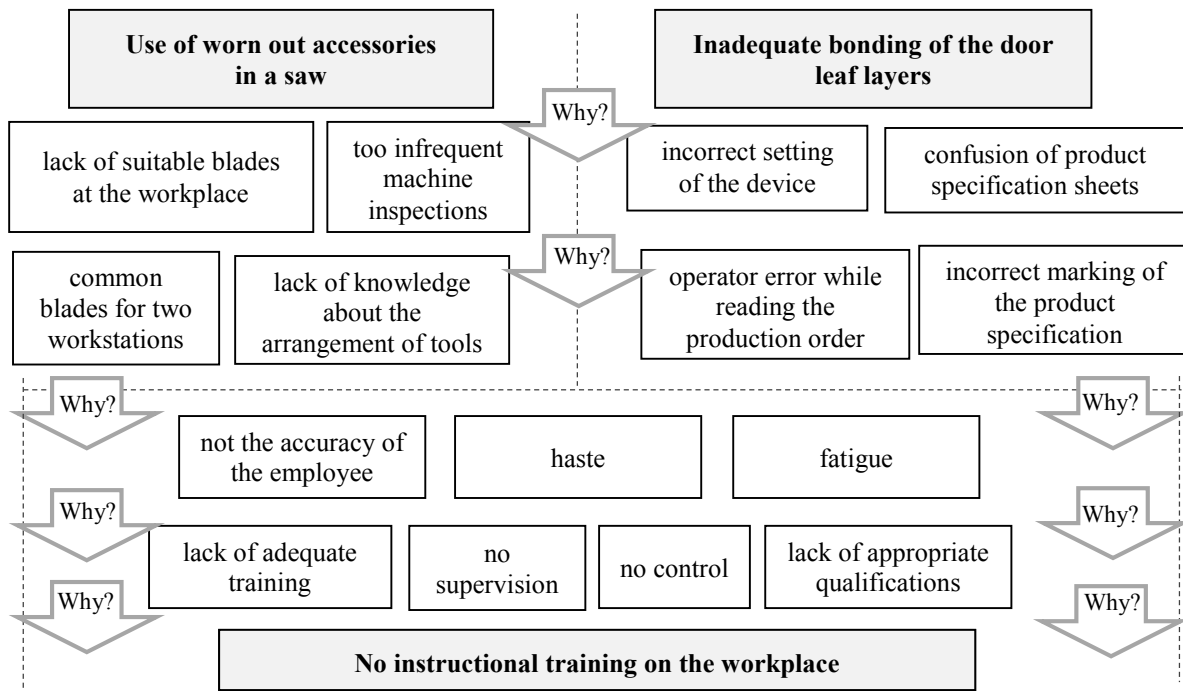 Use of worn out accessories
in a saw
Inadequate bonding of the door
leaf layers
Why?
lack of suitable blades
at the workplace
too infrequent
machine
inspections
incorrect setting
of the device
confusion of product
specification sheets
Why?
common
blades for two
workstations
lack of knowledge
about the
arrangement of tools
operator error while
reading the
production order
incorrect marking of
the product
specification
Why?
Why?
not the accuracy of
the employee
haste
fatigue
Why?
Why?
lack of adequate
training
no
supervision
no control
lack of appropriate
qualifications
Why?
Why?
No instructional training on the workplace